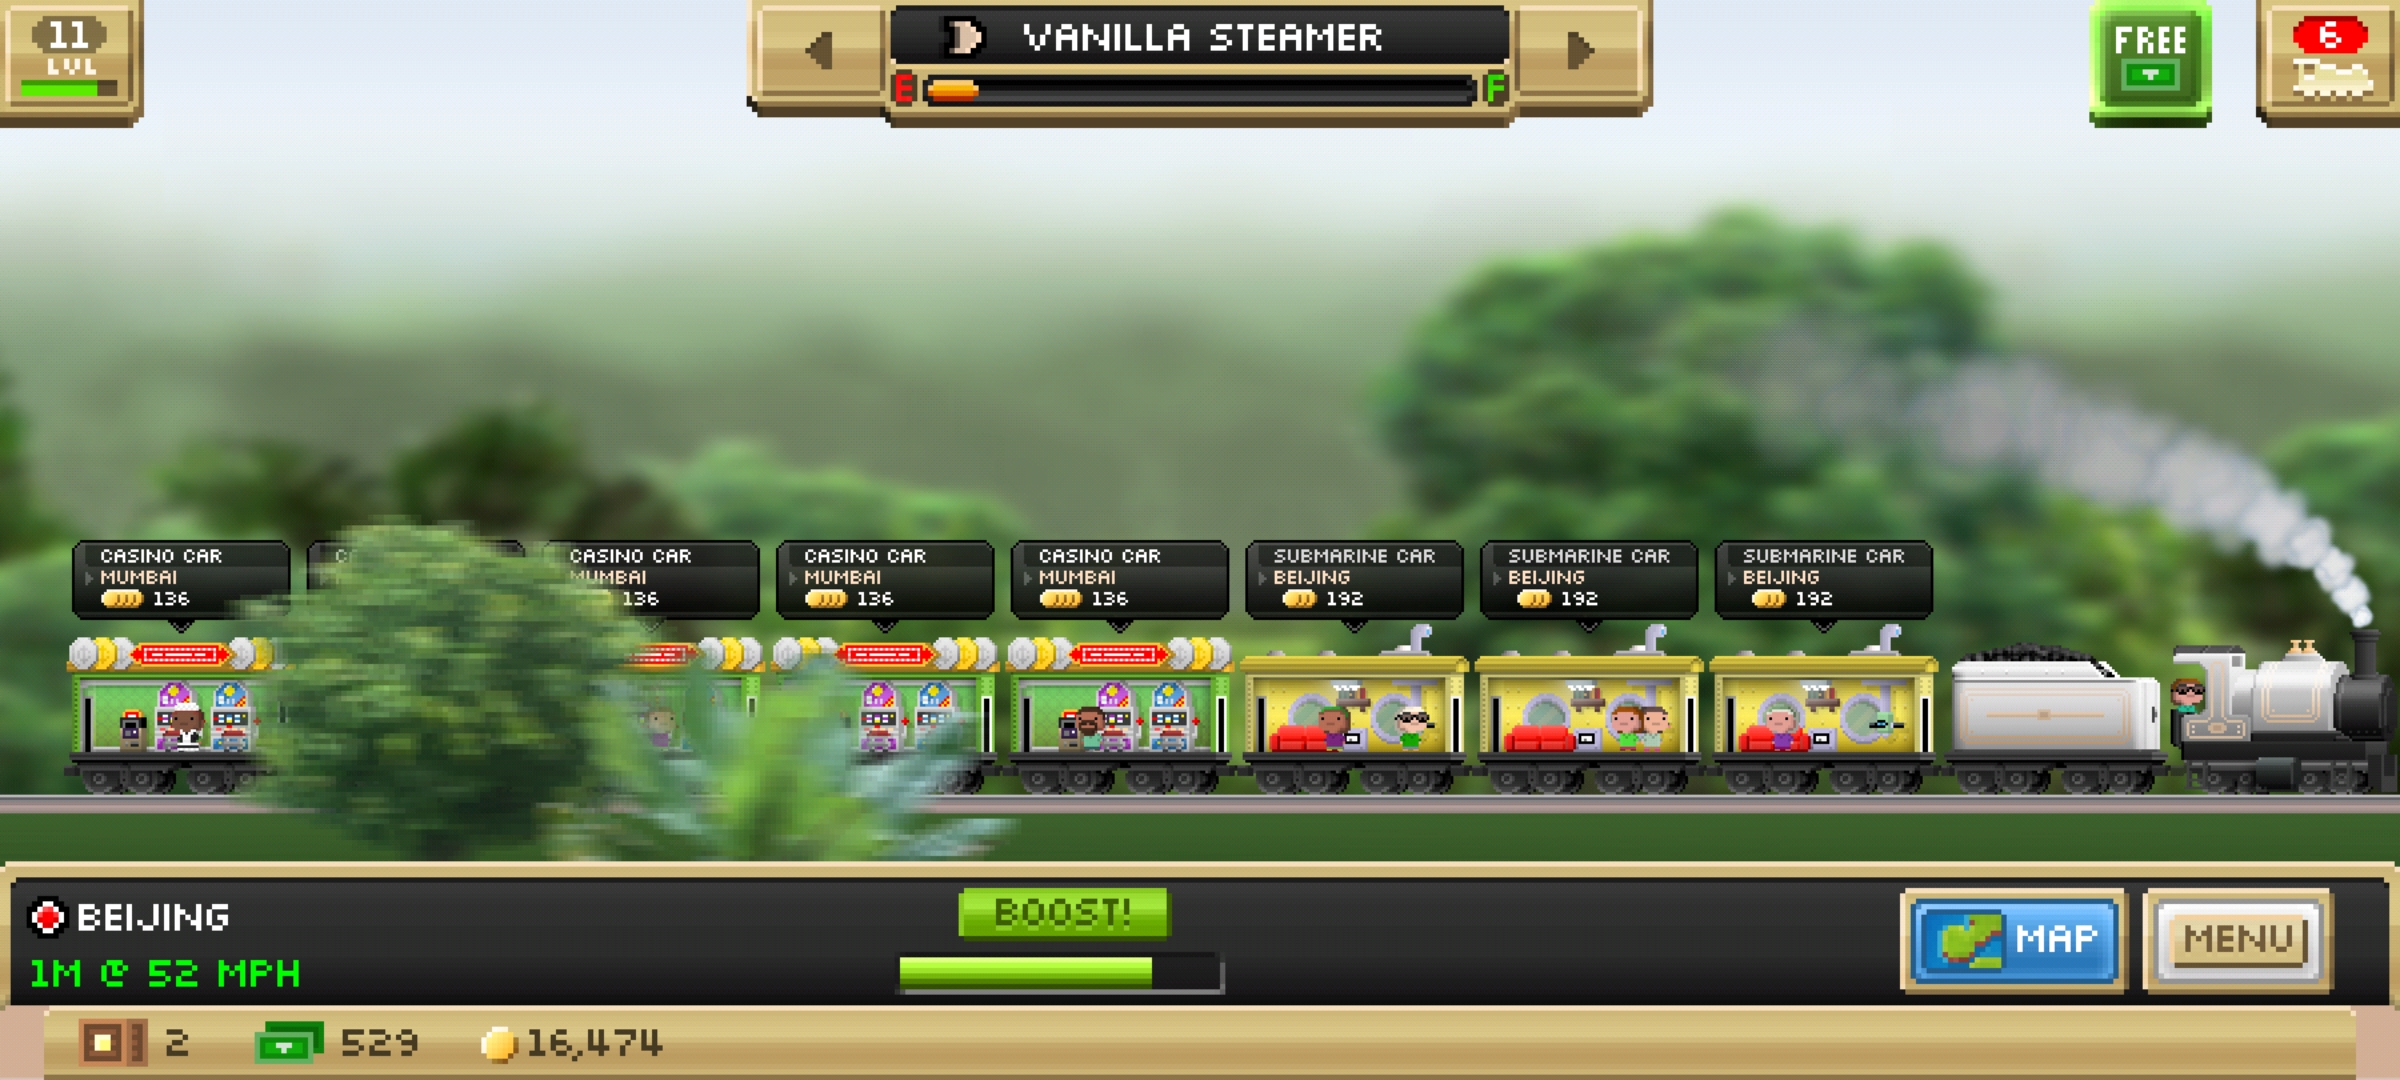 11
LVL
VANILLA STEAMER
E
F
FREE
6
CASINO CAR
MUMBAI
136
C
CASINO CAR
MUMBAI
136
CASINO CAR
MUMBAI
136
CASINO CAR
MUMBAI
136
SUBMARINE CAR
BEIJING
192
SUBMARINE CAR
BEIJING
192
SUBMARINE CAR
BEIJING
192
BEIJING
1M @ 52 MPH
BOOST!
MAP
MENU
2
529
16,474